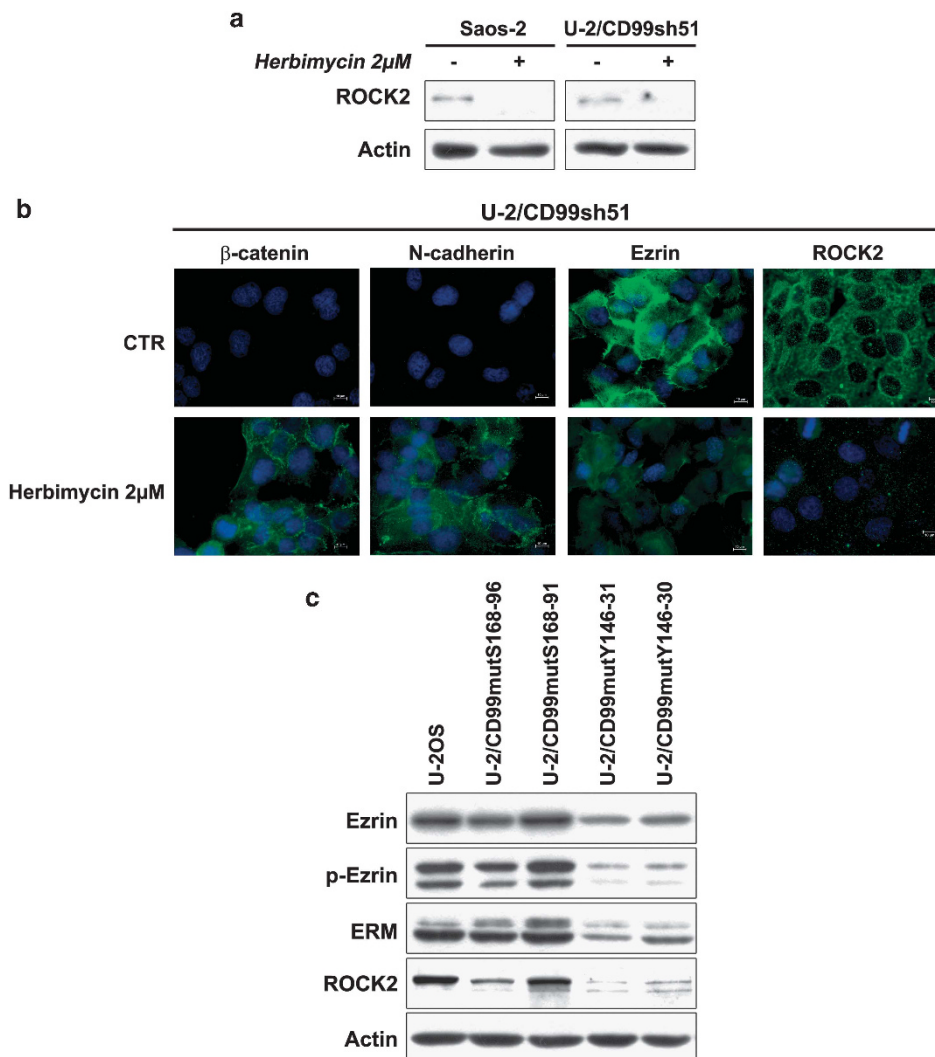 a
Saos-2 U-2/CD99sh51
Herbimycin 2μM - + - +
ROCK2
Actin
b
U-2/CD99sh51
β-catenin N-cadherin Ezrin ROCK2
CTR
Herbimycin 2μM
c
U-2OS
U-2/CD99mutS168-96
U-2/CD99mutS168-91
U-2/CD99mutY146-31
U-2/CD99mutY146-30
Ezrin
p-Ezrin
ERM
ROCK2
Actin